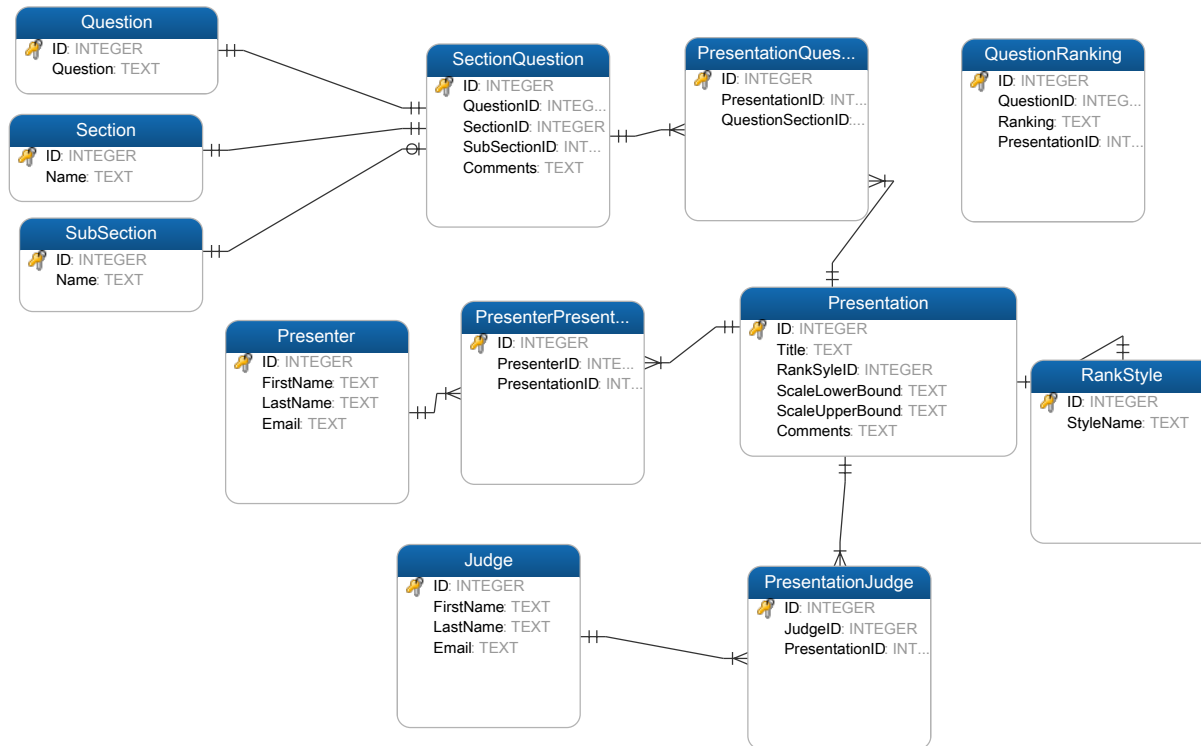 Question
ID: INTEGER
Question: TEXT
Section
ID: INTEGER
Name: TEXT
SubSection
ID: INTEGER
Name: TEXT
SectionQuestion
ID: INTEGER
QuestionID: INTEG...
SectionID: INTEGER
SubSectionID: INT...
Comments: TEXT
PresentationQues...
ID: INTEGER
PresentationID: INT...
QuestionSectionID:...
QuestionRanking
ID: INTEGER
QuestionID: INTEG...
Ranking: TEXT
PresentationID: INT...
Presenter
ID: INTEGER
FirstName: TEXT
LastName: TEXT
Email: TEXT
PresenterPresent...
ID: INTEGER
PresenterID: INTE...
PresentationID: INT...
Presentation
ID: INTEGER
Title: TEXT
RankSyleID: INTEGER
ScaleLowerBound: TEXT
ScaleUpperBound: TEXT
Comments: TEXT
RankStyle
ID: INTEGER
StyleName: TEXT
Judge
ID: INTEGER
FirstName: TEXT
LastName: TEXT
Email: TEXT
PresentationJudge
ID: INTEGER
JudgeID: INTEGER
PresentationID: INT...